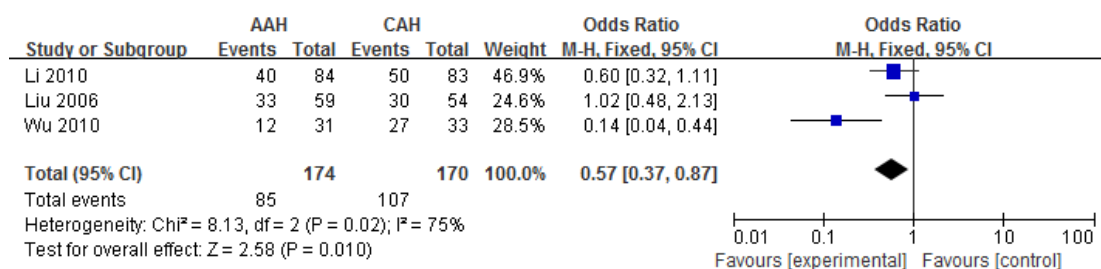 AAH CAH Odds Ratio Odds Ratio
Study or Subgroup Events Total Events Total Weight M-H, Fixed, 95% CI M-H, Fixed, 95% CI
Li 2010 40 84 50 83 46.9% 0.60 [0.32, 1.11]
Liu 2006 33 59 30 54 24.6% 1.02 [0.48, 2.13]
Wu 2010 12 31 27 33 28.5% 0.14 [0.04, 0.44]
Total (95% CI) 174 170 100.0% 0.57 [0.37, 0.87]
Total events 85 107
Heterogeneity: Chi² = 8.13, df = 2 (P = 0.02); I² = 75%
Test for overall effect: Z = 2.58 (P = 0.010)
0.01 0.1 1 10 100
Favours [experimental] Favours [control]